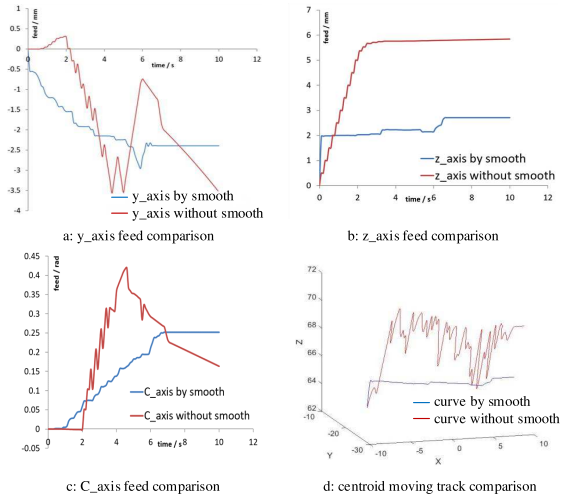 feed / mm
1
0.5
0
-0.5
-1
-1.5
-2
-2.5
-3
-3.5
-4
0 2 4 6 8 10 12
time / s
y_axis by smooth
y_axis without smooth
a: y_axis feed comparison
feed / mm
7
6
5
4
3
2
1
0
0 2 4 6 8 10 12
time / s
z_axis by smooth
z_axis without smooth
b: z_axis feed comparison
feed / rad
0.45
0.4
0.35
0.3
0.25
0.2
0.15
0.1
0.05
0
-0.05
0 2 4 6 8 10 12
time / s
C_axis by smooth
C_axis without smooth
c: C_axis feed comparison
72
70
68
66
64
62
Z
-10
-20
-30
Y
-10 -5 0 5 10
X
curve by smooth
curve without smooth
d: centroid moving track comparison